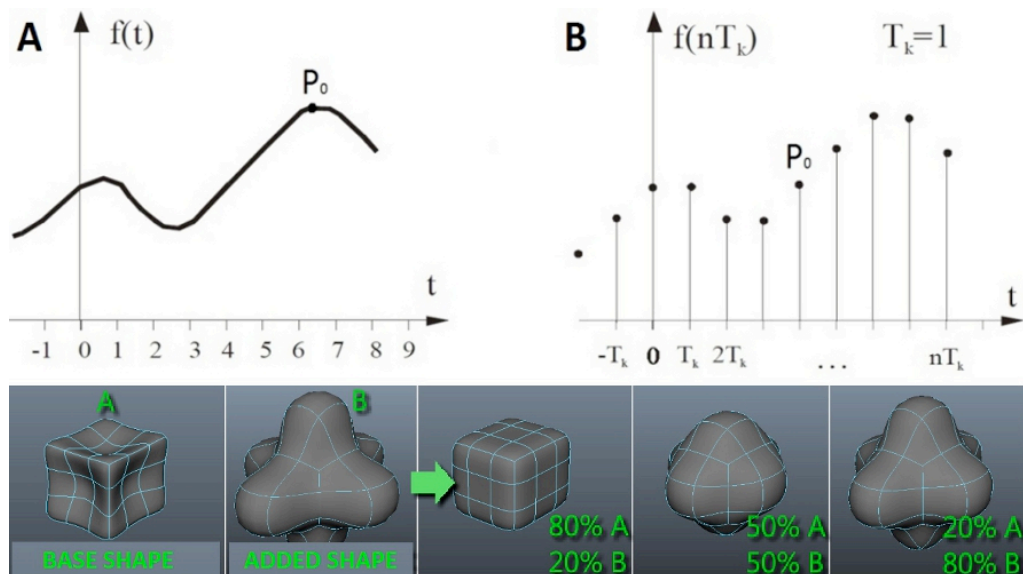 A
f(t)
P₀
t
-1 0 1 2 3 4 5 6 7 8 9
B
f(nTₖ)
Tₖ=1
P₀
t
-Tₖ 0 Tₖ 2Tₖ ... nTₖ
A
BASE SHAPE
B
ADDED SHAPE
80% A
20% B
50% A
50% B
20% A
80% B